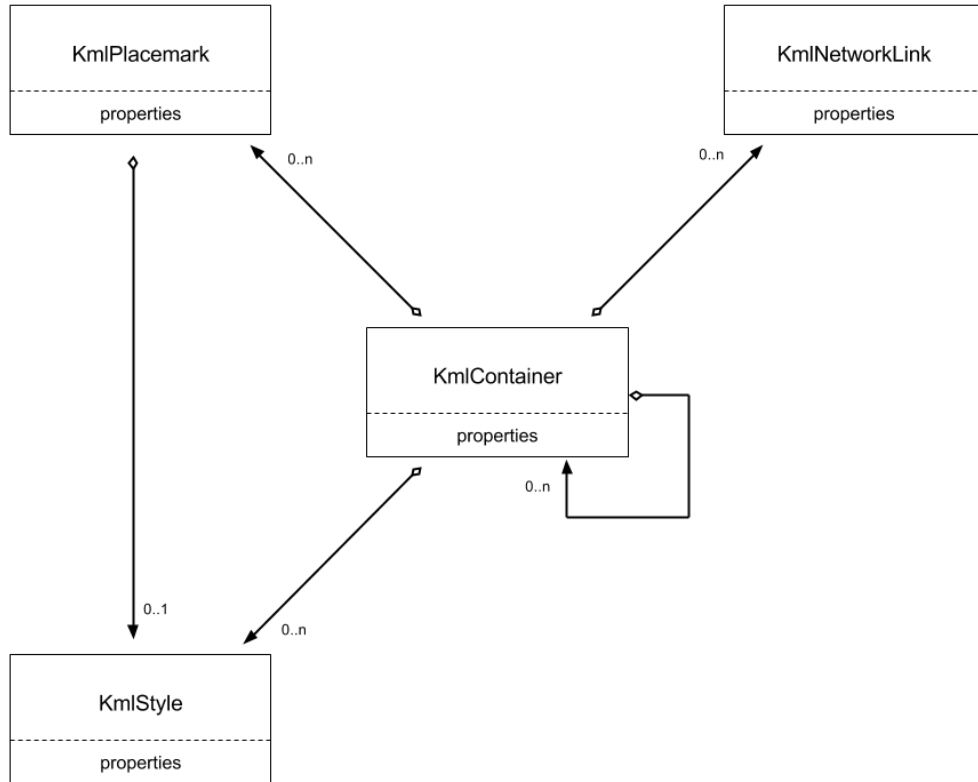 KmlPlacemark
properties
KmlNetworkLink
properties
0..n
0..n
KmlContainer
properties
0..n
0..1
0..n
KmlStyle
properties